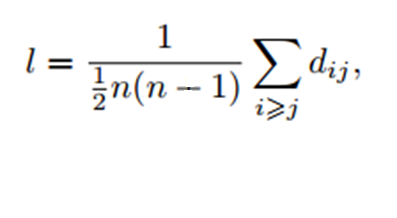 l = \frac{1}{\frac{1}{2}n(n-1)} \sum_{i \geqslant j} d_{ij},